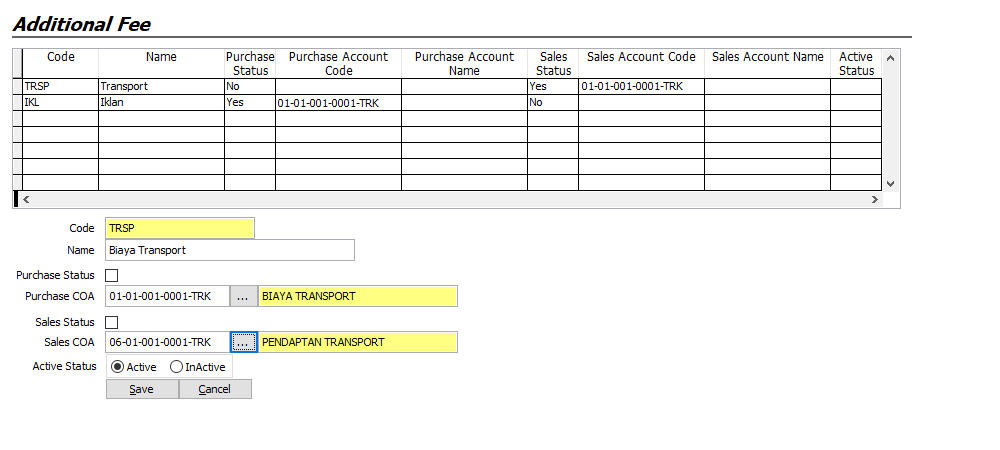 Additional Fee
Code Name Purchase Status Purchase Account Code Purchase Account Name Sales Status Sales Account Code Sales Account Name Active Status
TRSP Transport No Yes 01-01-001-0001-TRK
IKL Iklan Yes 01-01-001-0001-TRK No
Code TRSP
Name Biaya Transport
Purchase Status
Purchase COA 01-01-001-0001-TRK ... BIAYA TRANSPORT
Sales Status
Sales COA 06-01-001-0001-TRK ... PENDAPTAN TRANSPORT
Active Status Active InActive
Save Cancel